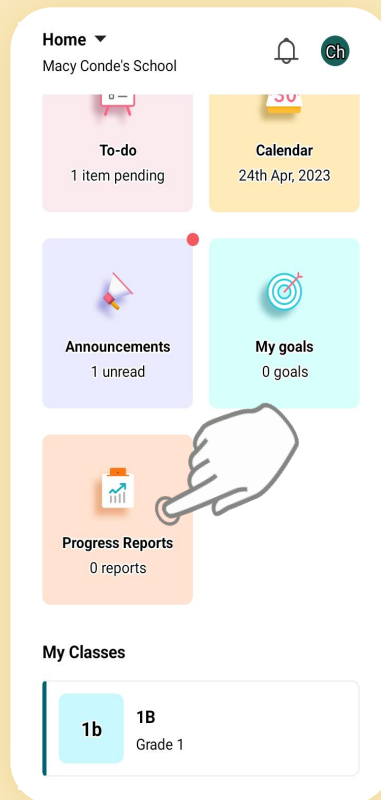 Home
Ch
Macy Conde's School
30
To-do
1 item pending
Calendar
24th Apr, 2023
Announcements
1 unread
My goals
0 goals
Progress Reports
0 reports
My Classes
1b
1B
Grade 1